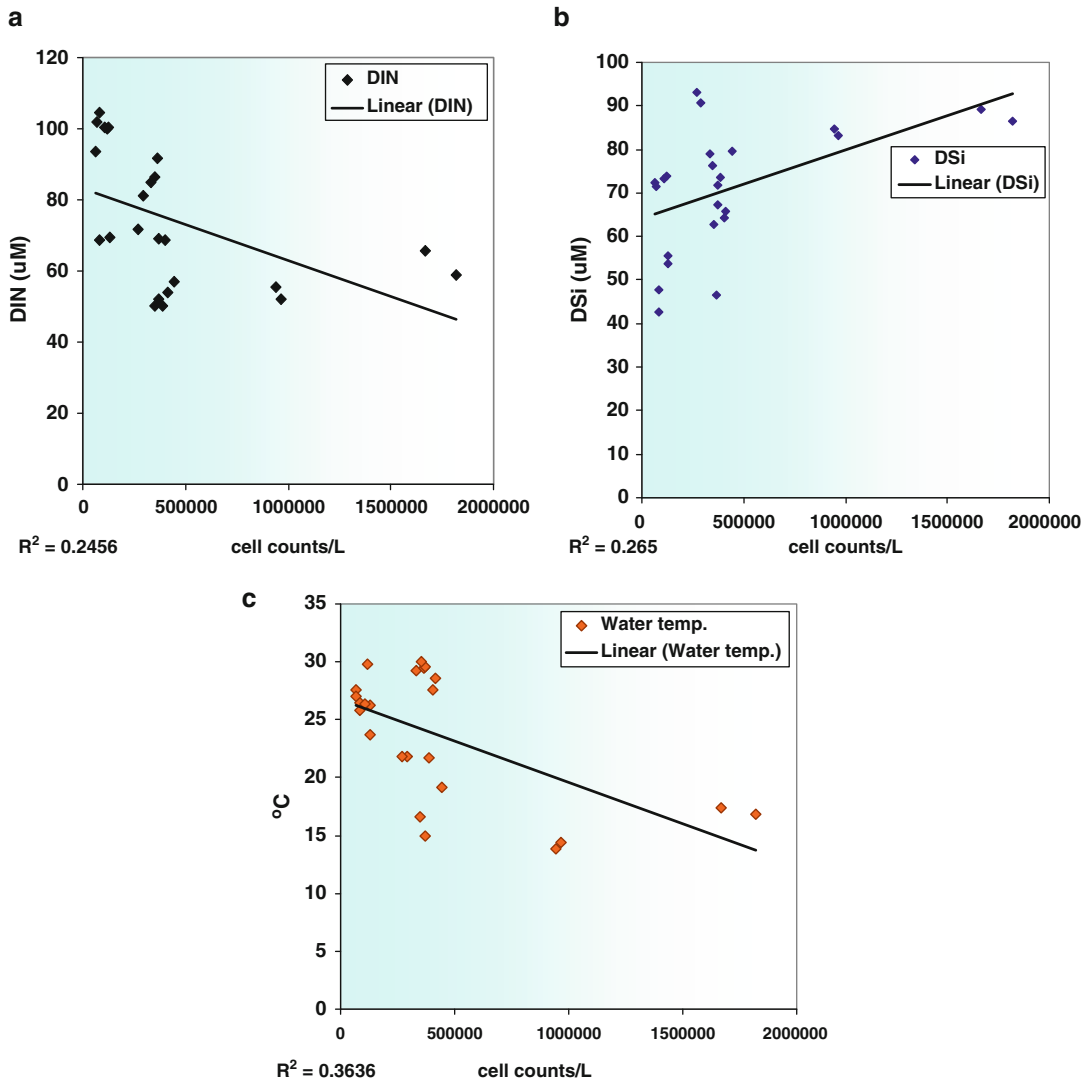 a
120
100
80
60
40
20
0
DIN (uM)
DIN
Linear (DIN)
0 500000 1000000 1500000 2000000
R² = 0.2456 cell counts/L
b
100
90
80
70
60
50
40
30
20
10
0
DSi (uM)
DSi
Linear (DSi)
0 500000 1000000 1500000 2000000
R² = 0.265 cell counts/L
c
35
30
25
20
15
10
5
0
ºC
Water temp.
Linear (Water temp.)
0 500000 1000000 1500000 2000000
R² = 0.3636 cell counts/L